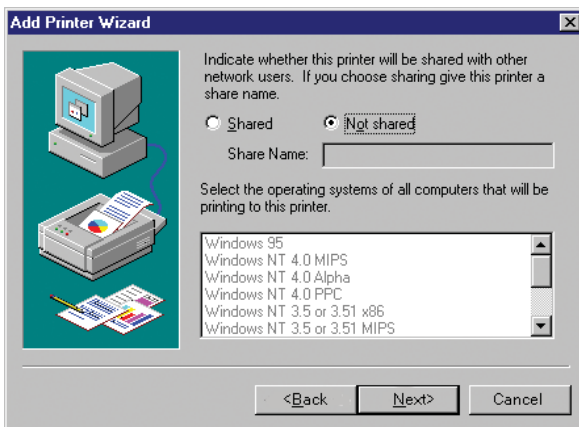 Add Printer Wizard
Indicate whether this printer will be shared with other
network users. If you choose sharing give this printer a
share name.
Shared Not shared
Share Name:
Select the operating systems of all computers that will be
printing to this printer.
Windows 95
Windows NT 4.0 MIPS
Windows NT 4.0 Alpha
Windows NT 4.0 PPC
Windows NT 3.5 or 3.51 x86
Windows NT 3.5 or 3.51 MIPS
<Back Next> Cancel